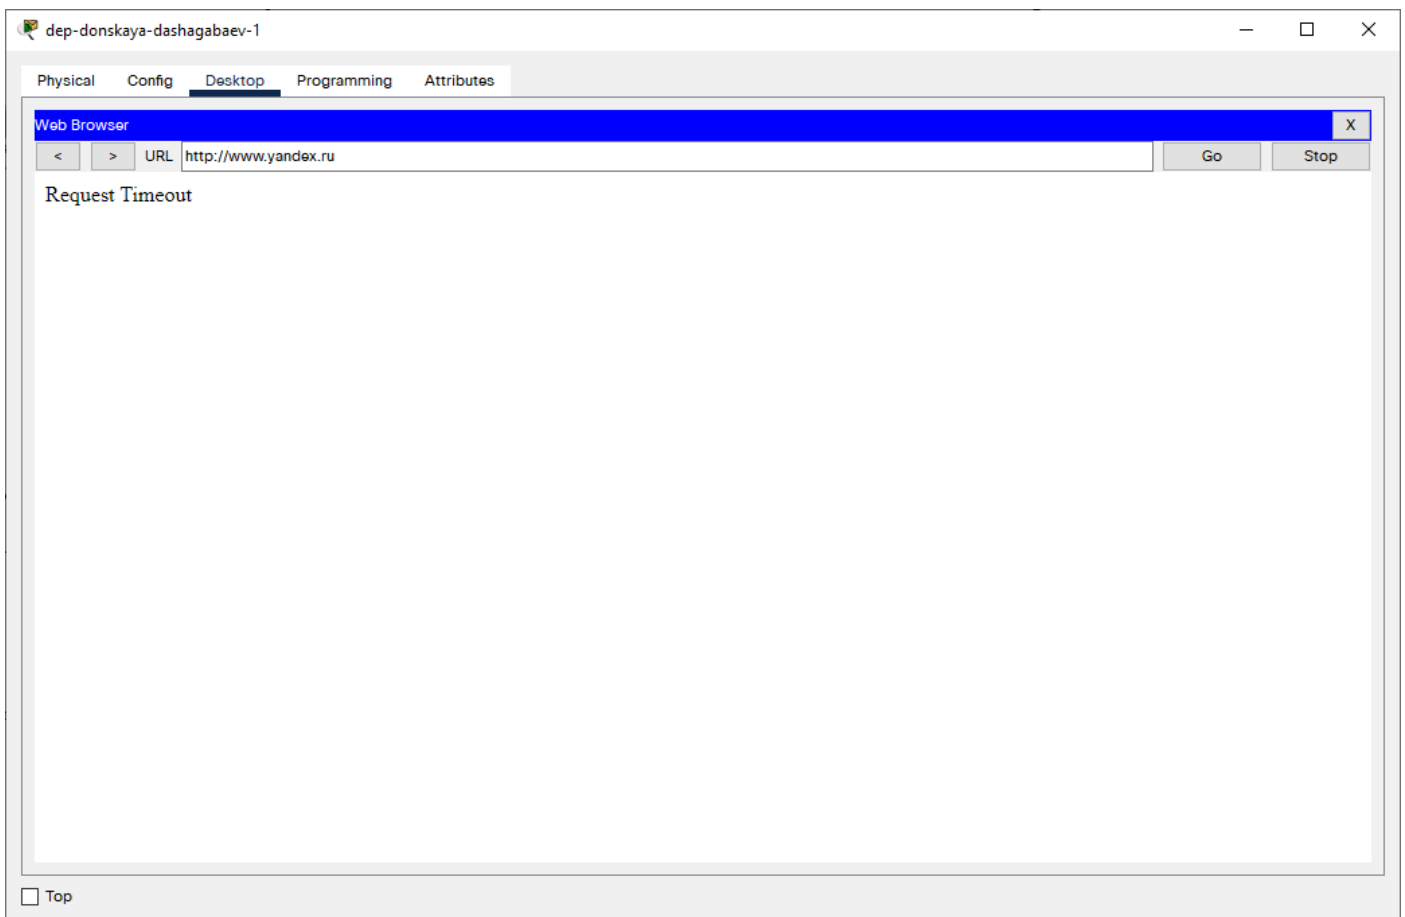 dep-donskaya-dashagabaev-1
Physical Config Desktop Programming Attributes
Web Browser X
< > URL http://www.yandex.ru Go Stop
Request Timeout
Top